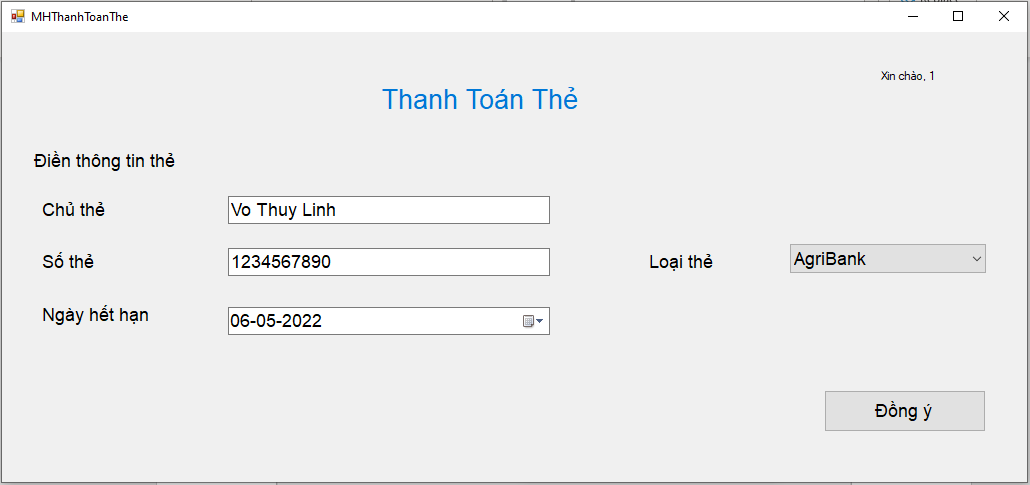 MHThanhToanThe
Xin chào, 1
Thanh Toán Thẻ
Điền thông tin thẻ
Chủ thẻ
Vo Thuy Linh
Số thẻ
1234567890
Loại thẻ
AgriBank
Ngày hết hạn
06-05-2022
Đồng ý